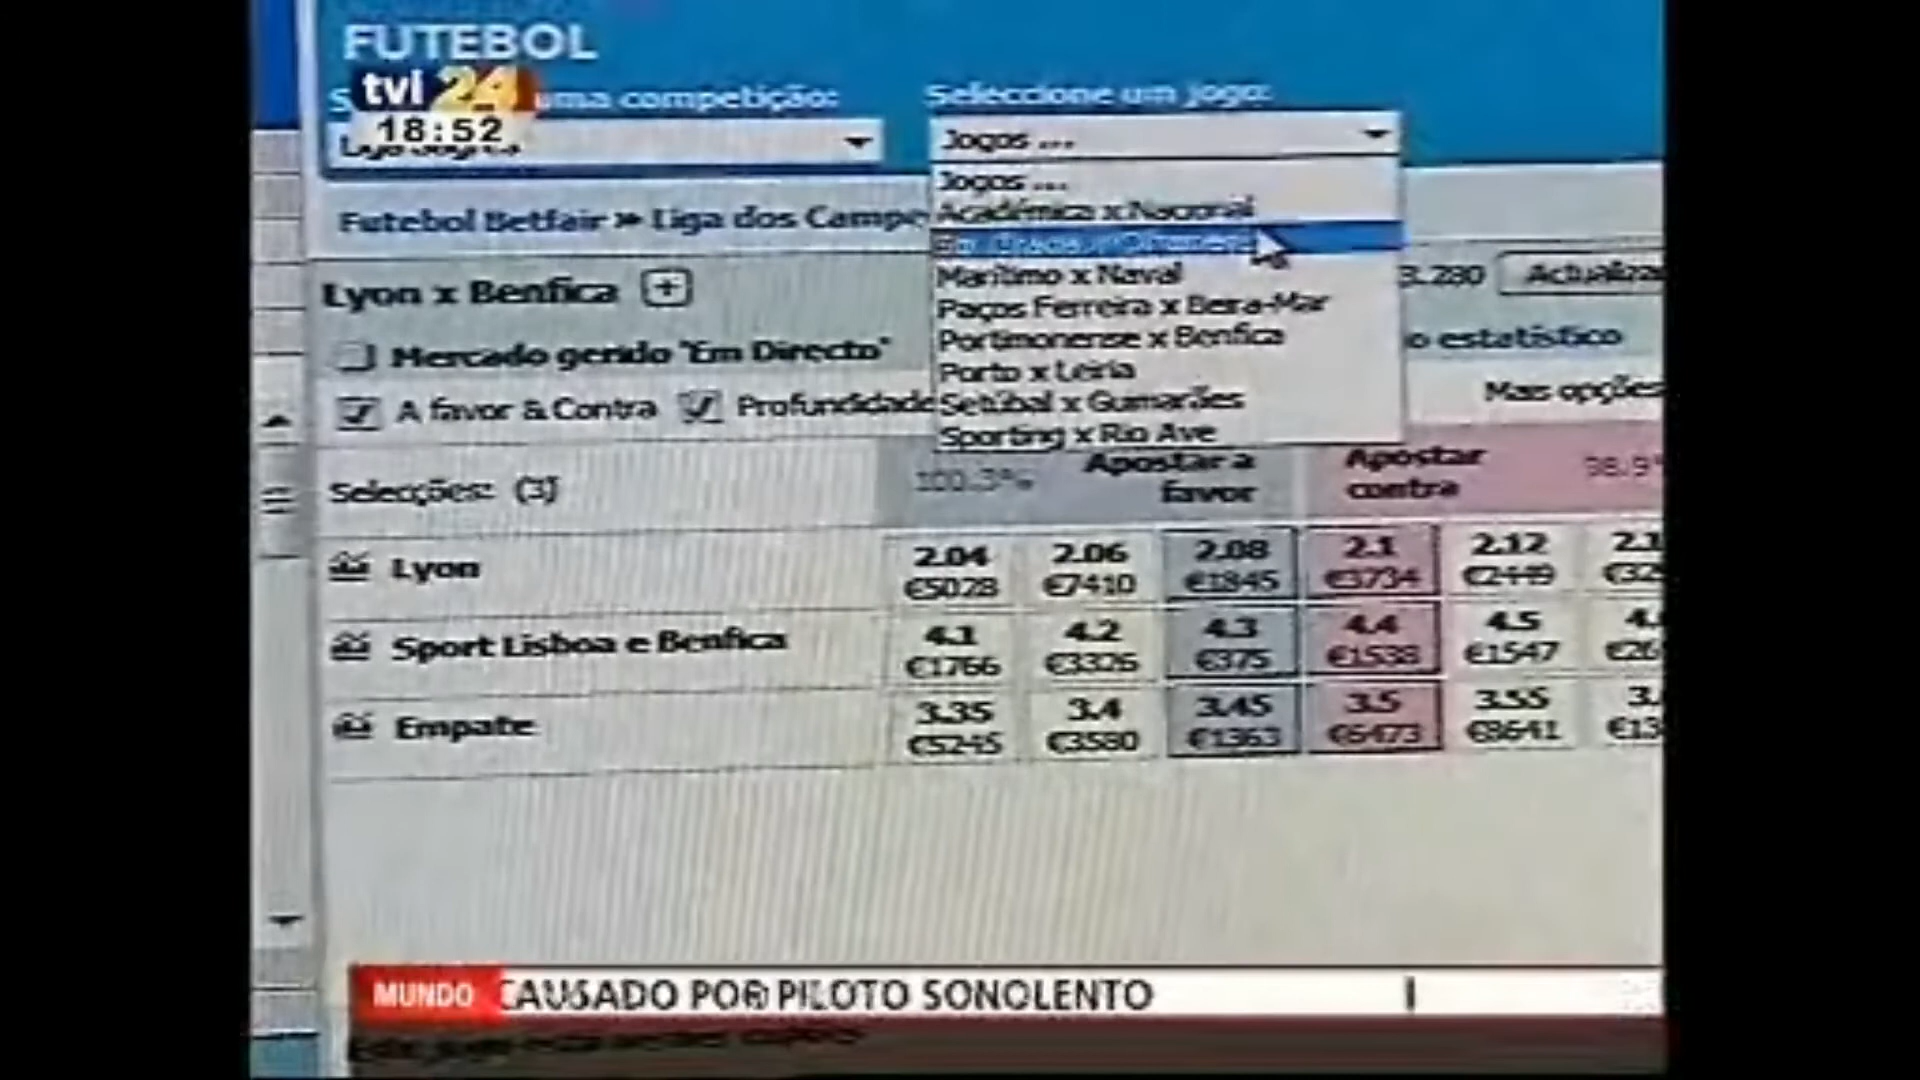 FUTEBOL
tvi 24
18:52
uma competição:
Seleccione um jogo:
Jogos ...
Jogos ...
Académica x Nacional
Marítimo x Naval
Paços Ferreira x Beira-Mar
Portimonense x Benfica
Porto x Leiria
Setúbal x Guimarães
Sporting x Rio Ave
Futebol Betfair » Liga dos
Lyon x Benfica +
3.280
Mercado gerido 'Em Directo'
estatístico
A favor & Contra Profundidade
Mais opções
Selecções: (3)
100.3% Apostar a favor
Apostar contra
Lyon 2.04 2.06 2.08 2.1 2.12
€5028 €7410 €1845 €3734 €2449
Sport Lisboa e Benfica 4.1 4.2 4.3 4.4 4.5
€1766 €3326 €375 €1538 €1547
Empate 3.35 3.4 3.45 3.5 3.55
€5245 €3580 €1363 €6473 €8641
MUNDO CAUSADO POR PILOTO SONOLENTO